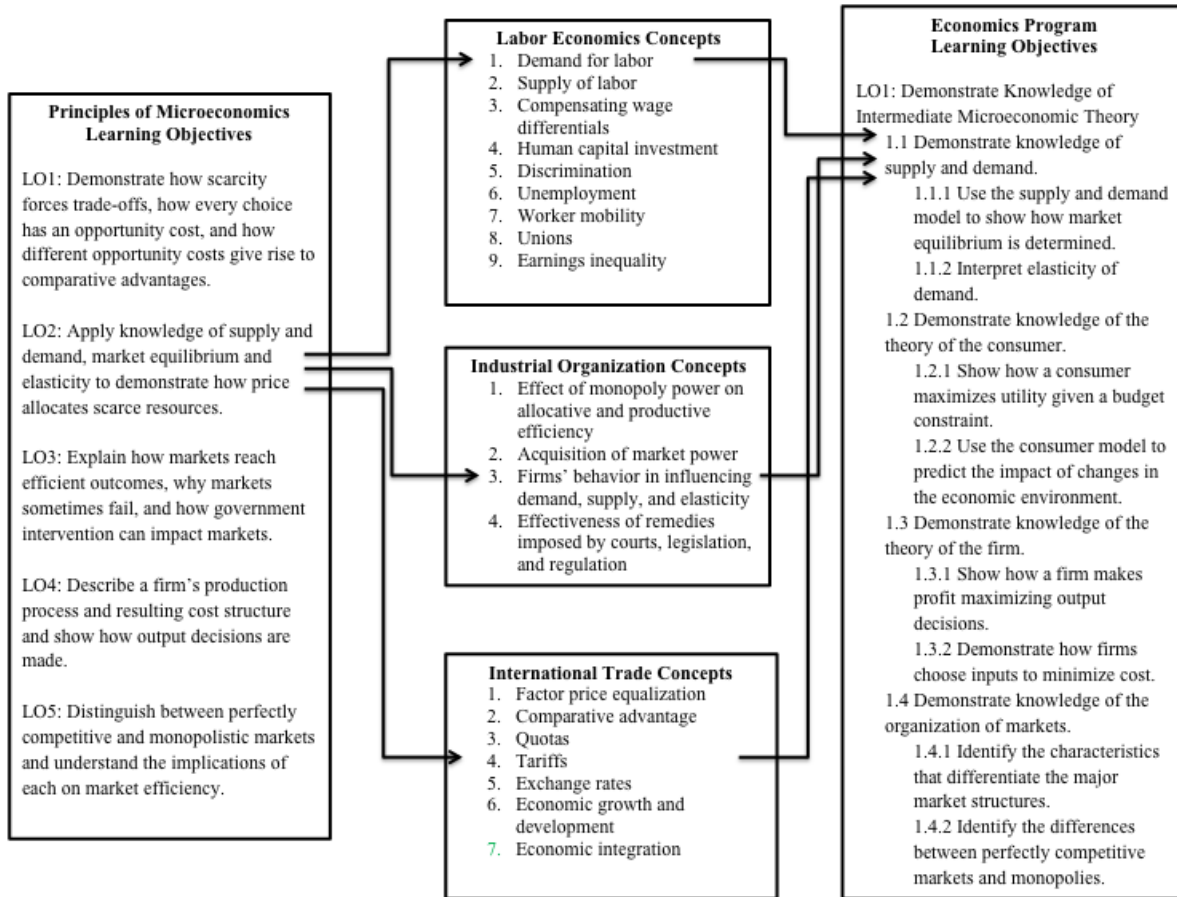 Principles of Microeconomics
Learning Objectives
LO1: Demonstrate how scarcity
forces trade-offs, how every choice
has an opportunity cost, and how
different opportunity costs give rise to
comparative advantages.
LO2: Apply knowledge of supply and
demand, market equilibrium and
elasticity to demonstrate how price
allocates scarce resources.
LO3: Explain how markets reach
efficient outcomes, why markets
sometimes fail, and how government
intervention can impact markets.
LO4: Describe a firm's production
process and resulting cost structure
and show how output decisions are
made.
LO5: Distinguish between perfectly
competitive and monopolistic markets
and understand the implications of
each on market efficiency.
Labor Economics Concepts
1. Demand for labor
2. Supply of labor
3. Compensating wage
differentials
4. Human capital investment
5. Discrimination
6. Unemployment
7. Worker mobility
8. Unions
9. Earnings inequality
Industrial Organization Concepts
1. Effect of monopoly power on
allocative and productive
efficiency
2. Acquisition of market power
3. Firms' behavior in influencing
demand, supply, and elasticity
4. Effectiveness of remedies
imposed by courts, legislation,
and regulation
International Trade Concepts
1. Factor price equalization
2. Comparative advantage
3. Quotas
4. Tariffs
5. Exchange rates
6. Economic growth and
development
7. Economic integration
Economics Program
Learning Objectives
LO1: Demonstrate Knowledge of
Intermediate Microeconomic Theory
1.1 Demonstrate knowledge of
supply and demand.
1.1.1 Use the supply and demand
model to show how market
equilibrium is determined.
1.1.2 Interpret elasticity of
demand.
1.2 Demonstrate knowledge of the
theory of the consumer.
1.2.1 Show how a consumer
maximizes utility given a budget
constraint.
1.2.2 Use the consumer model to
predict the impact of changes in
the economic environment.
1.3 Demonstrate knowledge of the
theory of the firm.
1.3.1 Show how a firm makes
profit maximizing output
decisions.
1.3.2 Demonstrate how firms
choose inputs to minimize cost.
1.4 Demonstrate knowledge of the
organization of markets.
1.4.1 Identify the characteristics
that differentiate the major
market structures.
1.4.2 Identify the differences
between perfectly competitive
markets and monopolies.